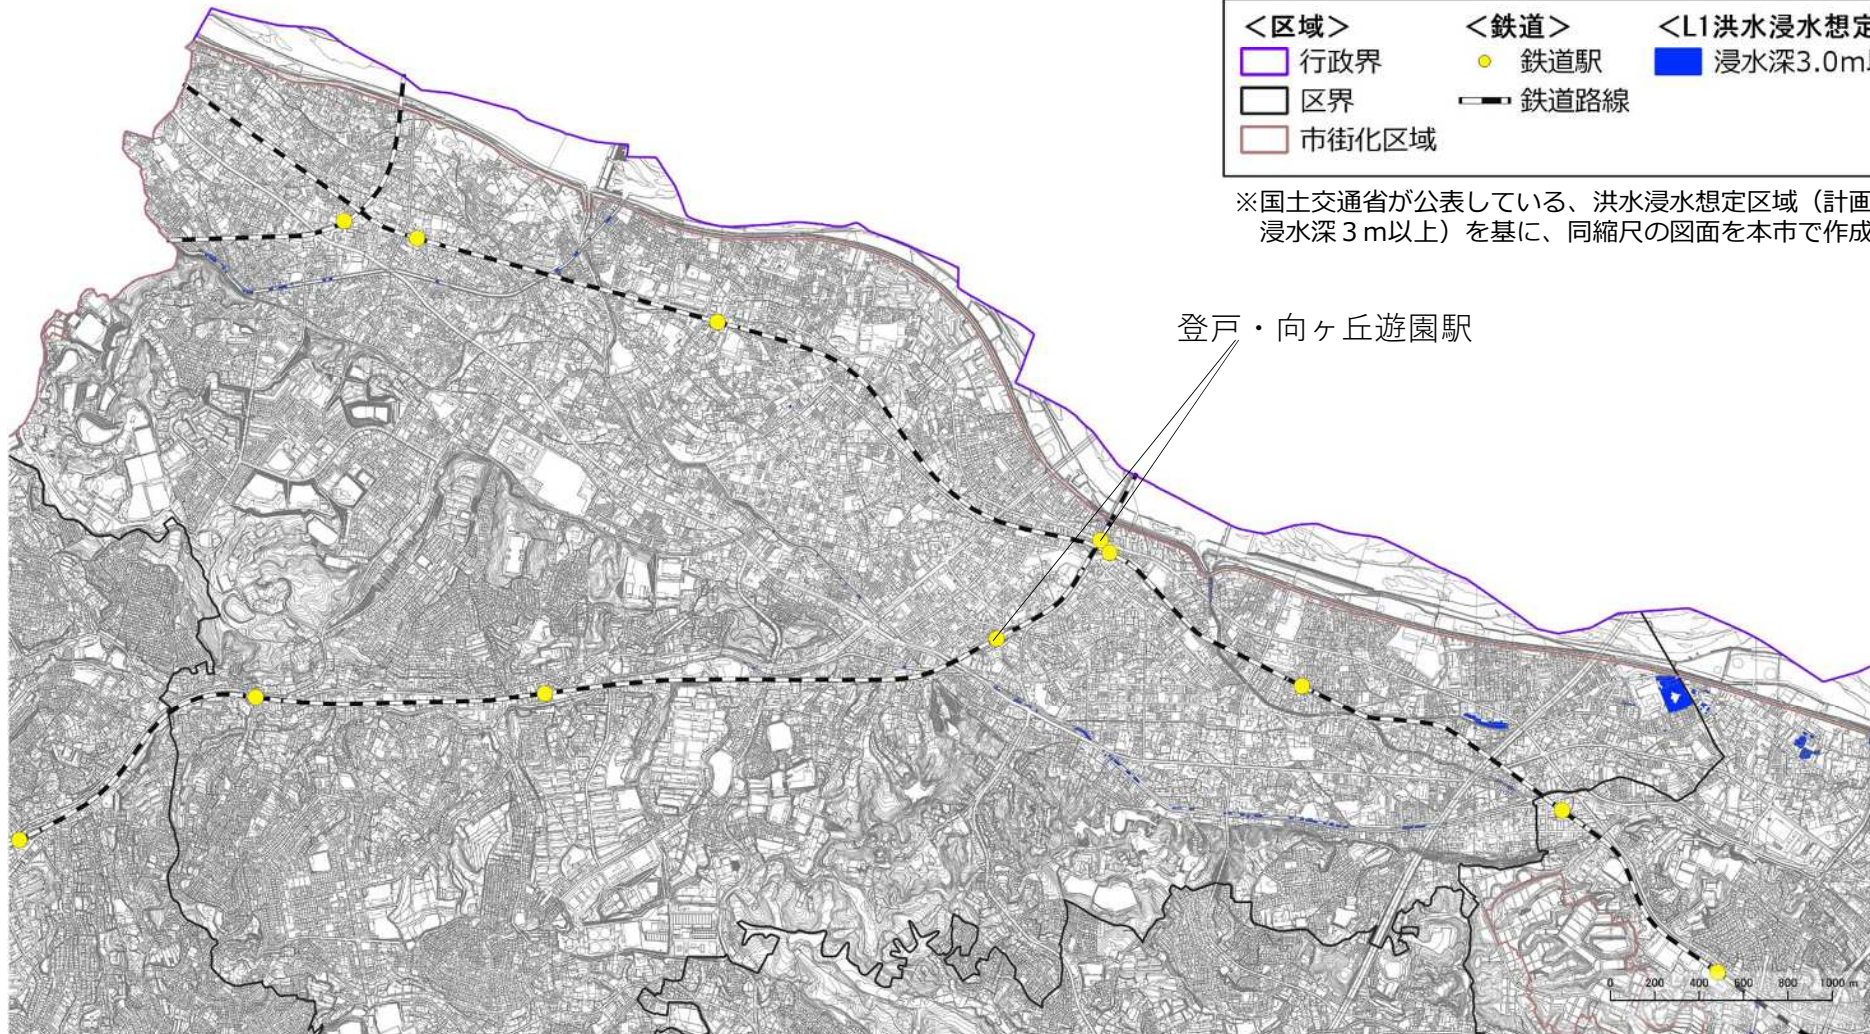 <区域>
<鉄道>
<L1洪水浸水想定
行政界
鉄道駅
浸水深3.0m
区界
鉄道路線
市街化区域
※国土交通省が公表している、洪水浸水想定区域（計画
浸水深３ｍ以上）を基に、同縮尺の図面を本市で作成
登戸・向ヶ丘遊園駅
0 200 400 600 800 1000 m